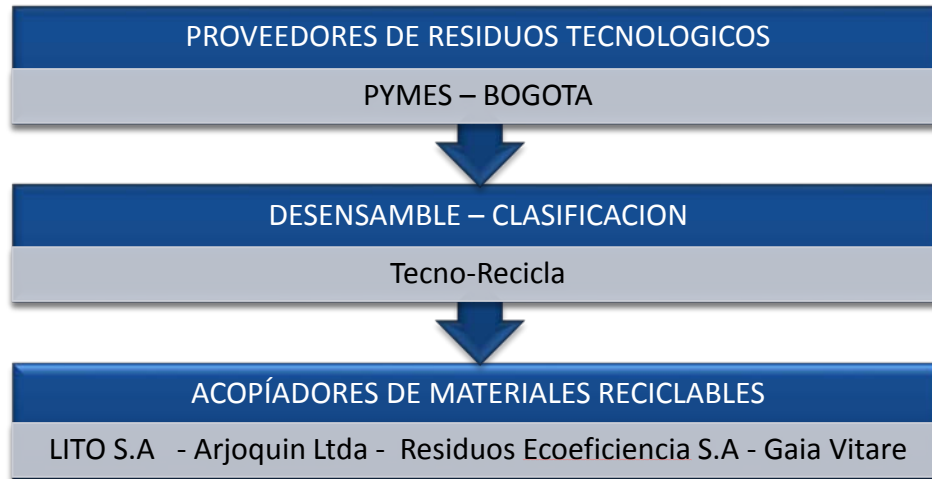 PROVEEDORES DE RESIDUOS TECNOLOGICOS
PYMES – BOGOTA
DESENSAMBLE – CLASIFICACION
Tecno-Recicla
ACOPÍADORES DE MATERIALES RECICLABLES
LITO S.A - Arjoquin Ltda - Residuos Ecoeficiencia S.A - Gaia Vitare